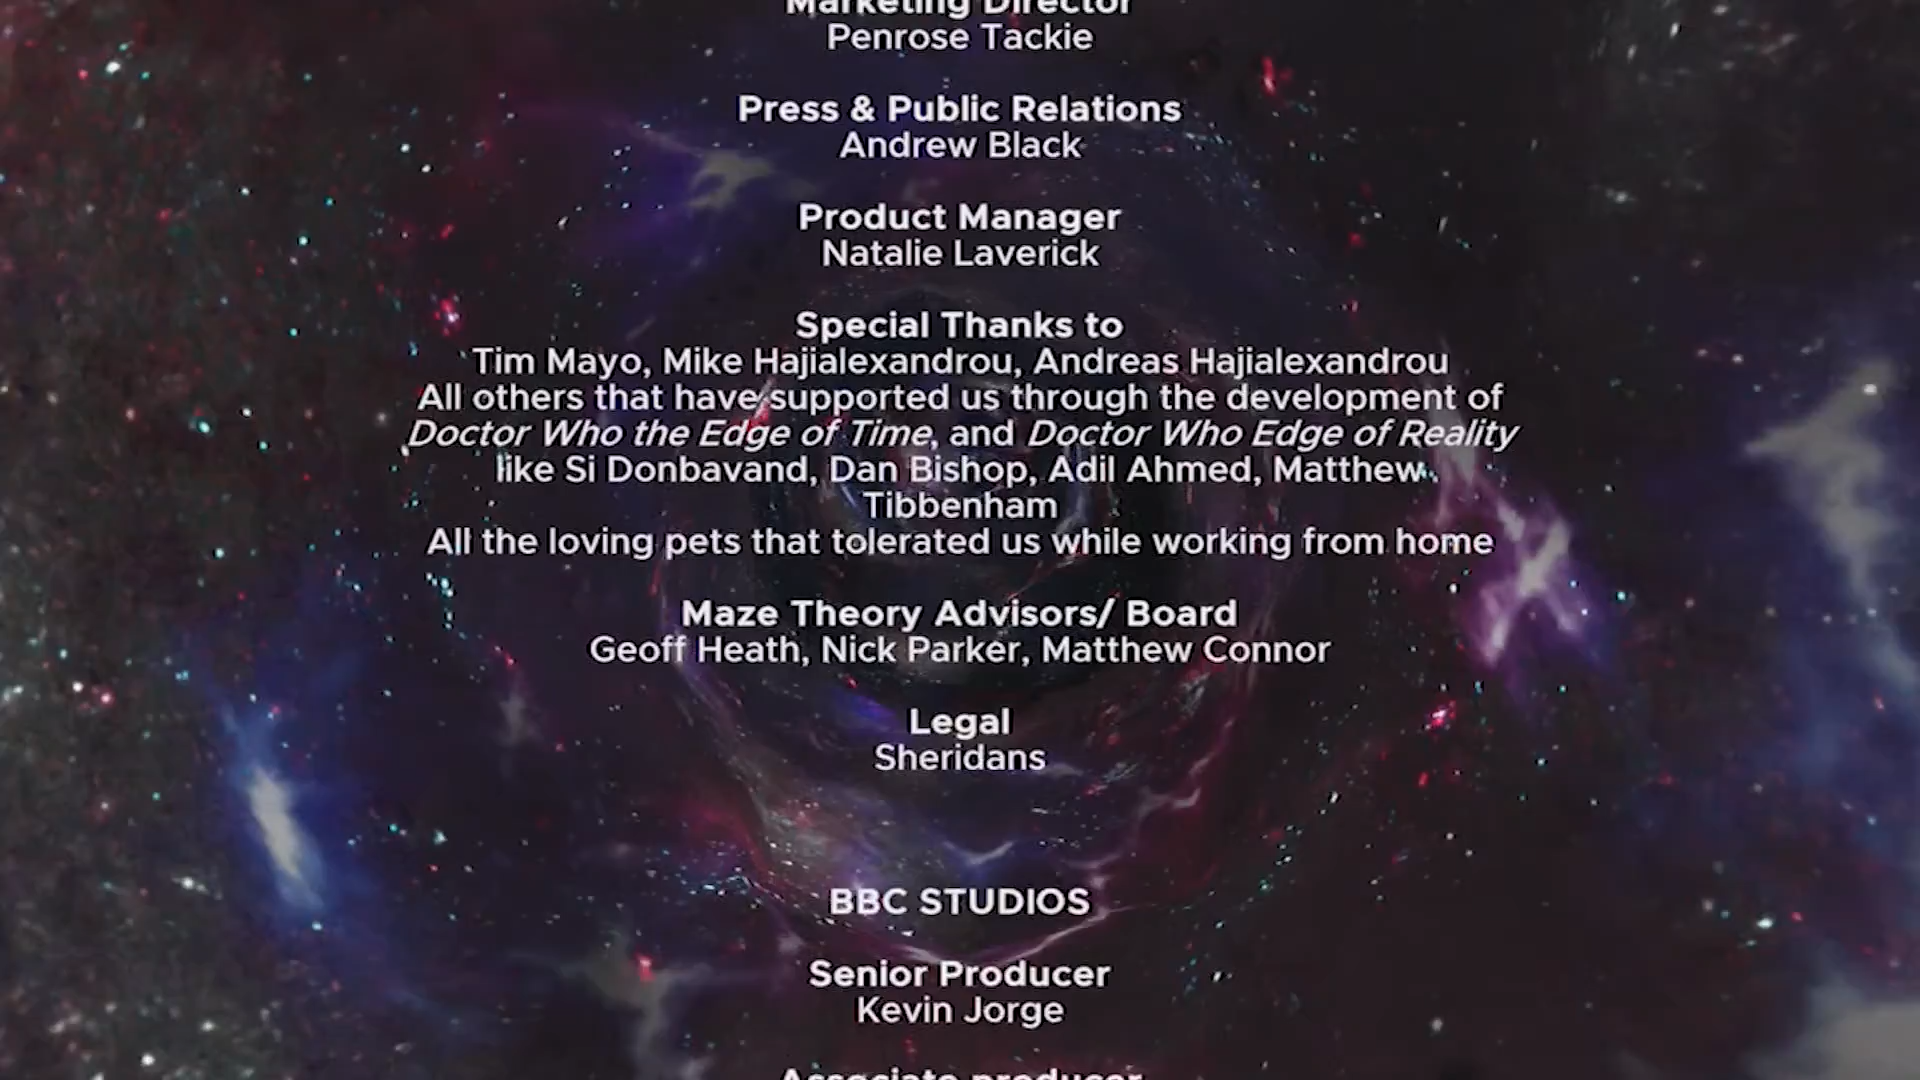 Marketing Director
Penrose Tackie
Press & Public Relations
Andrew Black
Product Manager
Natalie Laverick
Special Thanks to
Tim Mayo, Mike Hajialexandrou, Andreas Hajialexandrou
All others that have supported us through the development of
Doctor Who the Edge of Time, and Doctor Who Edge of Reality
like Si Donbavand, Dan Bishop, Adil Ahmed, Matthew
Tibbenham
All the loving pets that tolerated us while working from home
Maze Theory Advisors/ Board
Geoff Heath, Nick Parker, Matthew Connor
Legal
Sheridans
BBC STUDIOS
Senior Producer
Kevin Jorge
Associate producer